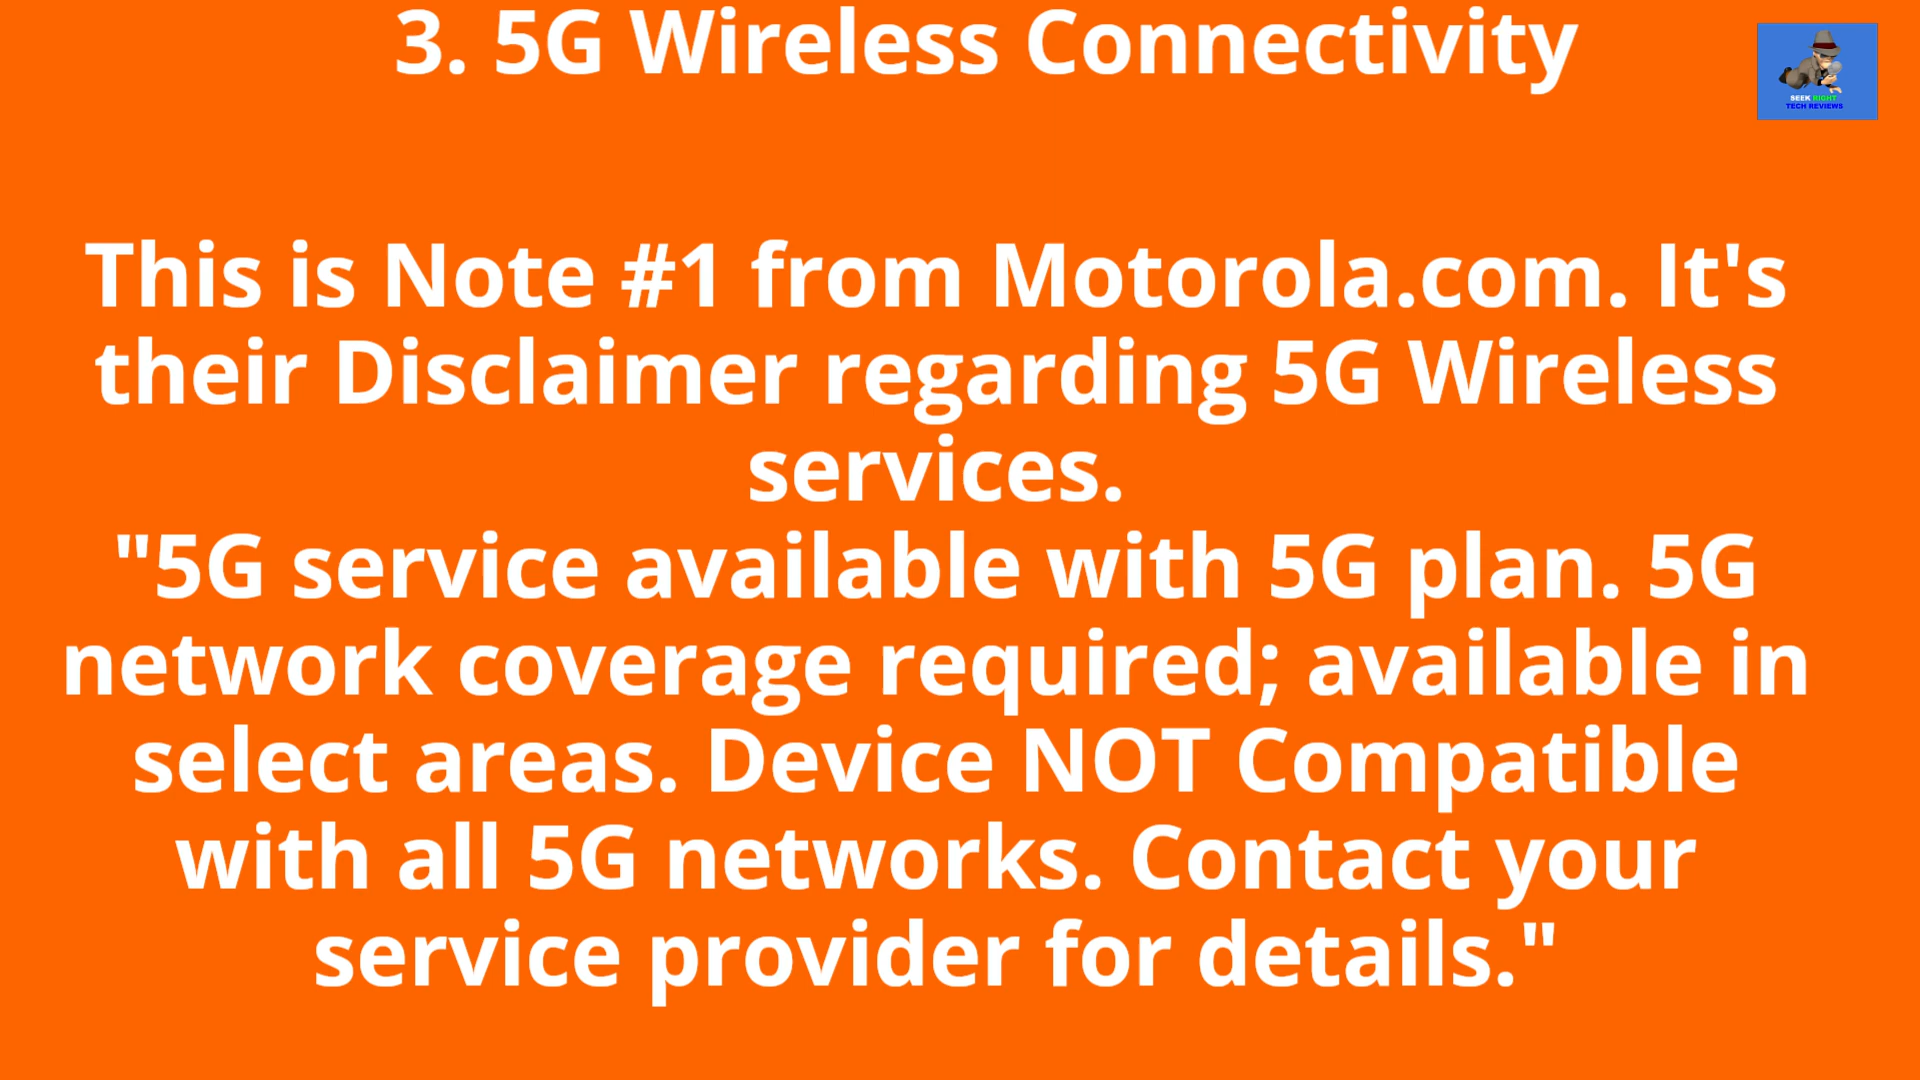 3. 5G Wireless Connectivity
SEEK RIGHT
TECH REVIEWS
This is Note #1 from Motorola.com. It's
their Disclaimer regarding 5G Wireless
services.
"5G service available with 5G plan. 5G
network coverage required; available in
select areas. Device NOT Compatible
with all 5G networks. Contact your
service provider for details."